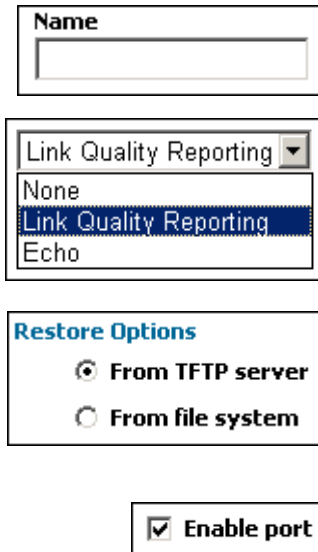 Name
Link Quality Reporting
None
Link Quality Reporting
Echo
Restore Options
From TFTP server
From file system
Enable port